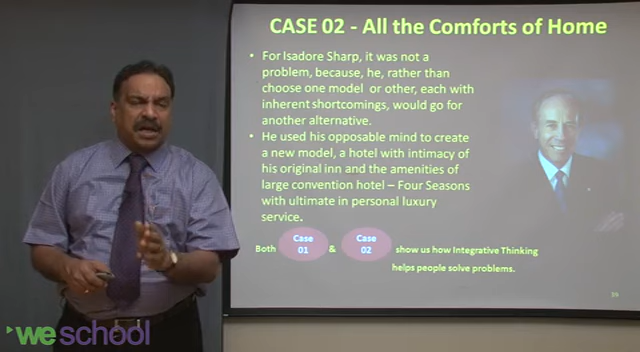 CASE 02 - All the Comforts of Home
• For Isadore Sharp, it was not a
problem, because, he, rather than
choose one model or other, each with
inherent shortcomings, would go for
another alternative.
• He used his opposable mind to create
a new model, a hotel with intimacy of
his original inn and the amenities of
large convention hotel – Four Seasons
with ultimate in personal luxury
service.
Both Case 01 & Case 02 show us how Integrative Thinking
helps people solve problems.
weschool